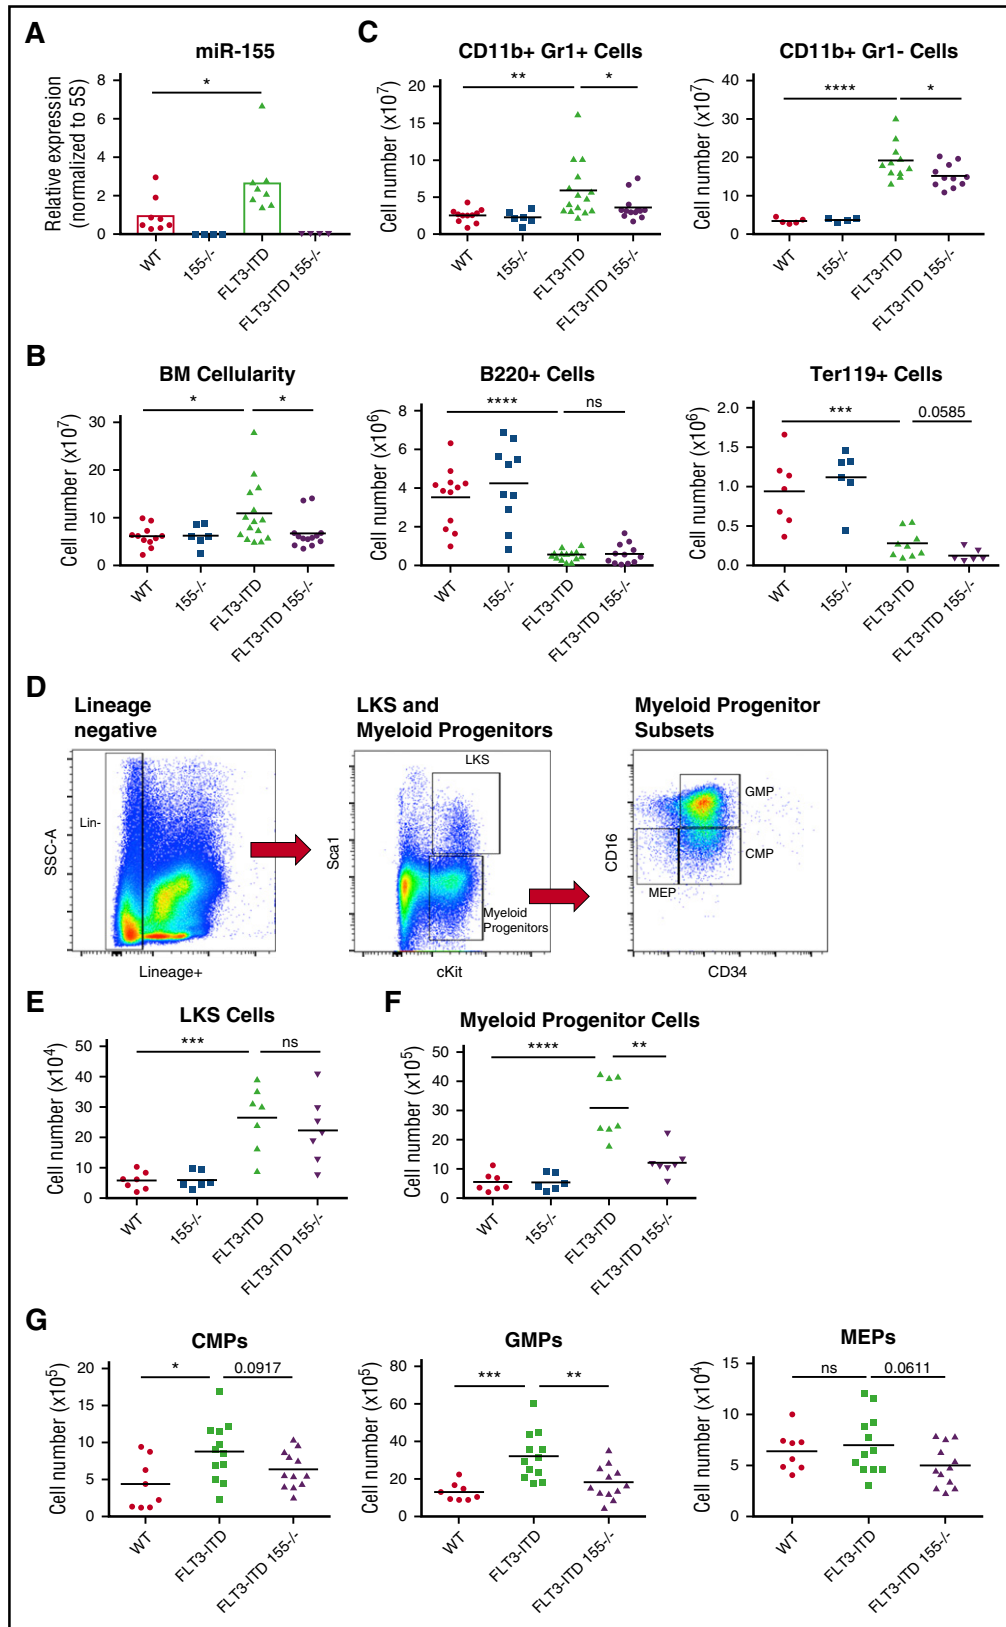 A
miR-155
Relative expression
(normalized to 5S)
8
6
4
2
0
*
WT
155-/-
FLT3-ITD
FLT3-ITD 155-/-
C
CD11b+ Gr1+ Cells
Cell number (x10⁷)
20
15
10
5
0
**
*
WT
155-/-
FLT3-ITD
FLT3-ITD 155-/-
CD11b+ Gr1- Cells
Cell number (x10⁷)
40
30
20
10
0
****
*
WT
155-/-
FLT3-ITD
FLT3-ITD 155-/-
B
BM Cellularity
Cell number (x10⁷)
30
20
10
0
*
*
WT
155-/-
FLT3-ITD
FLT3-ITD 155-/-
B220+ Cells
Cell number (x10⁶)
8
6
4
2
0
****
ns
WT
155-/-
FLT3-ITD
FLT3-ITD 155-/-
Ter119+ Cells
Cell number (x10⁶)
2.0
1.5
1.0
0.5
0.0
***
0.0585
WT
155-/-
FLT3-ITD
FLT3-ITD 155-/-
D
Lineage
negative
SSC-A
Lin-
Lineage+
LKS and
Myeloid Progenitors
Sca1
LKS
Myeloid
Progenitors
cKit
Myeloid Progenitor
Subsets
CD16
GMP
CMP
MEP
CD34
E
LKS Cells
Cell number (x10⁴)
50
40
30
20
10
0
***
ns
WT
155-/-
FLT3-ITD
FLT3-ITD 155-/-
F
Myeloid Progenitor Cells
Cell number (x10⁵)
50
40
30
20
10
0
****
**
WT
155-/-
FLT3-ITD
FLT3-ITD 155-/-
G
CMPs
Cell number (x10⁵)
20
15
10
5
0
*
0.0917
WT
FLT3-ITD
FLT3-ITD 155-/-
GMPs
Cell number (x10⁵)
80
60
40
20
0
***
**
WT
FLT3-ITD
FLT3-ITD 155-/-
MEPs
Cell number (x10⁴)
15
10
5
0
ns
0.0611
WT
FLT3-ITD
FLT3-ITD 155-/-